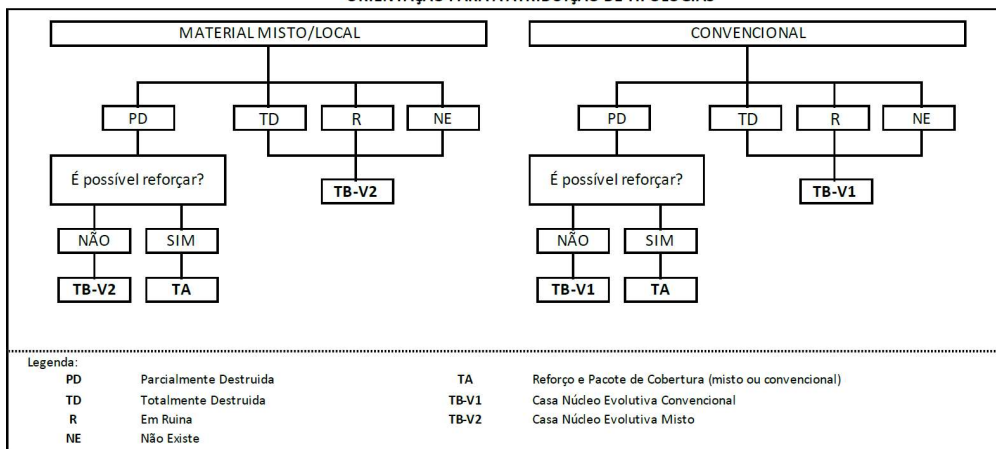 MATERIAL MISTO/LOCAL
CONVENCIONAL
PD
TD
R
NE
PD
TD
R
NE
É possível reforçar?
TB-V2
É possível reforçar?
TB-V1
NÃO
SIM
NÃO
SIM
TB-V2
TA
TB-V1
TA
Legenda:
PD Parcialmente Destruida TA Reforço e Pacote de Cobertura (misto ou convencional)
TD Totalmente Destruida TB-V1 Casa Núcleo Evolutiva Convencional
R Em Ruina TB-V2 Casa Núcleo Evolutiva Misto
NE Não Existe